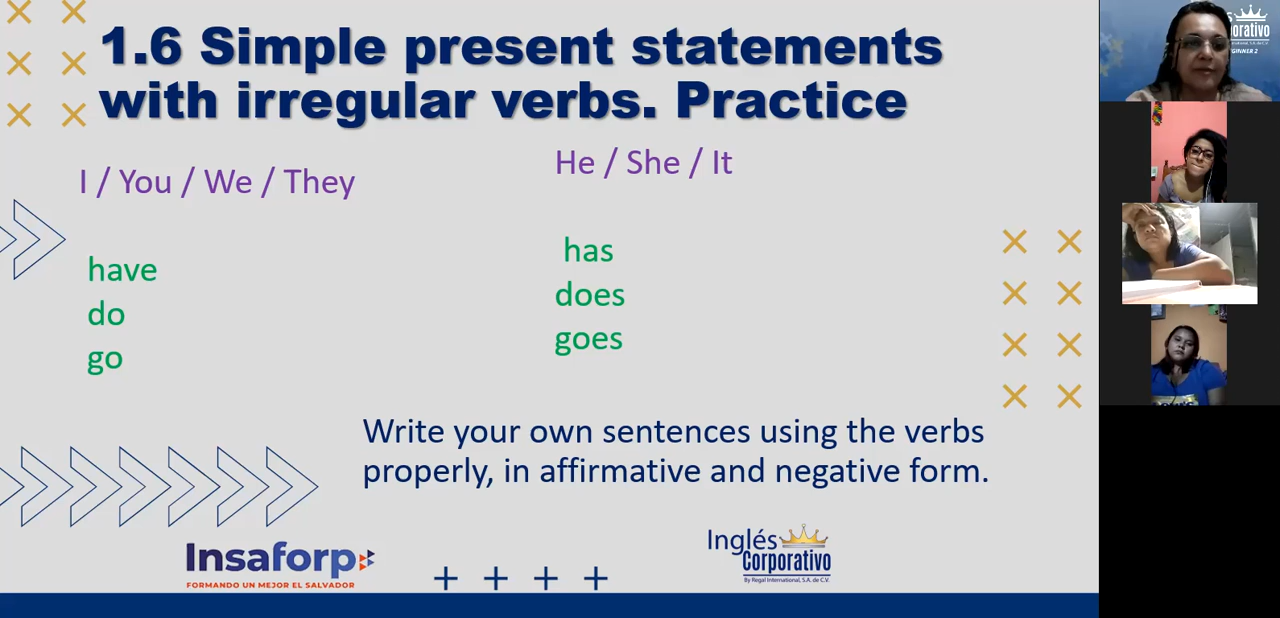 1.6 Simple present statements
with irregular verbs. Practice
I / You / We / They
He / She / It
have
do
go
has
does
goes
Write your own sentences using the verbs
properly, in affirmative and negative form.
Insaforp
FORMANDO UN MEJOR EL SALVADOR
Inglés
Corporativo
By Regal International, S.A. de C.V.